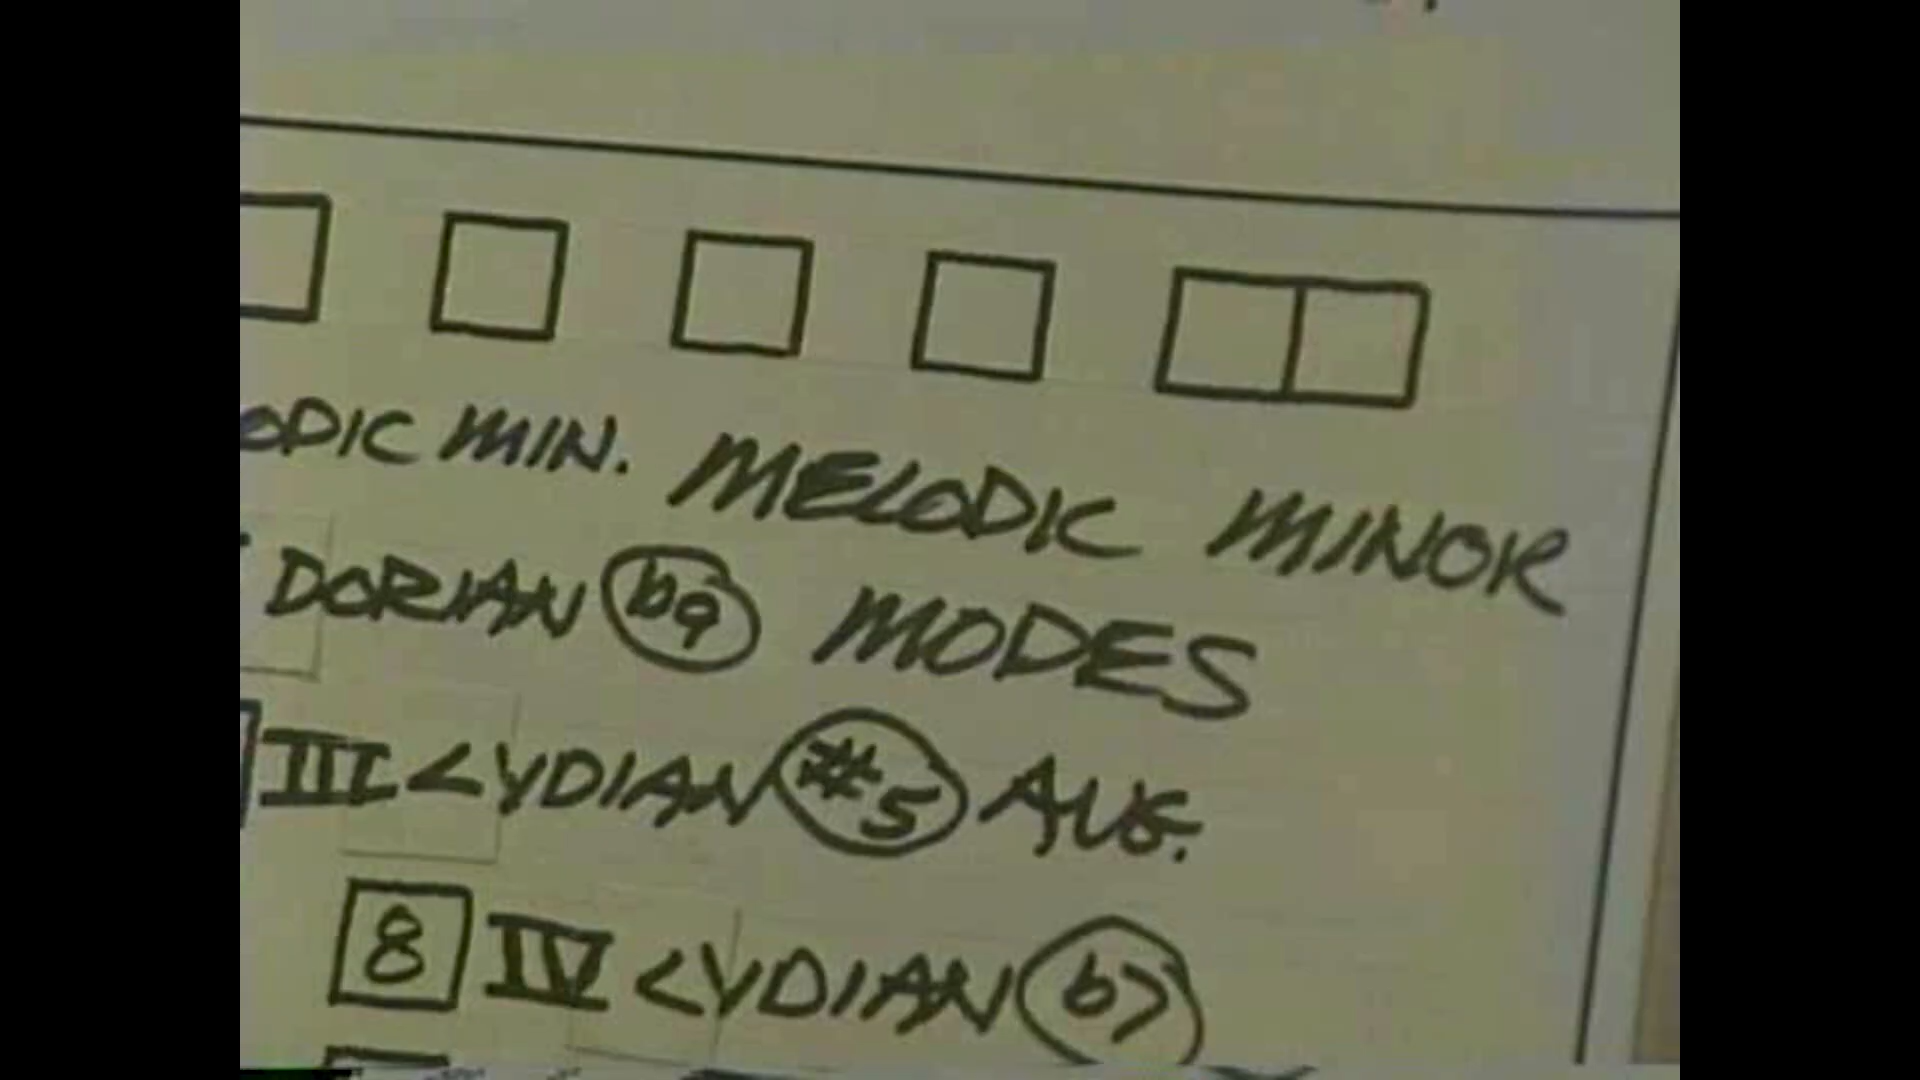 ODIC MIN. MELODIC MINOR
DORIAN b9 MODES
III LYDIAN #5 AUG.
8 IV LYDIAN b7